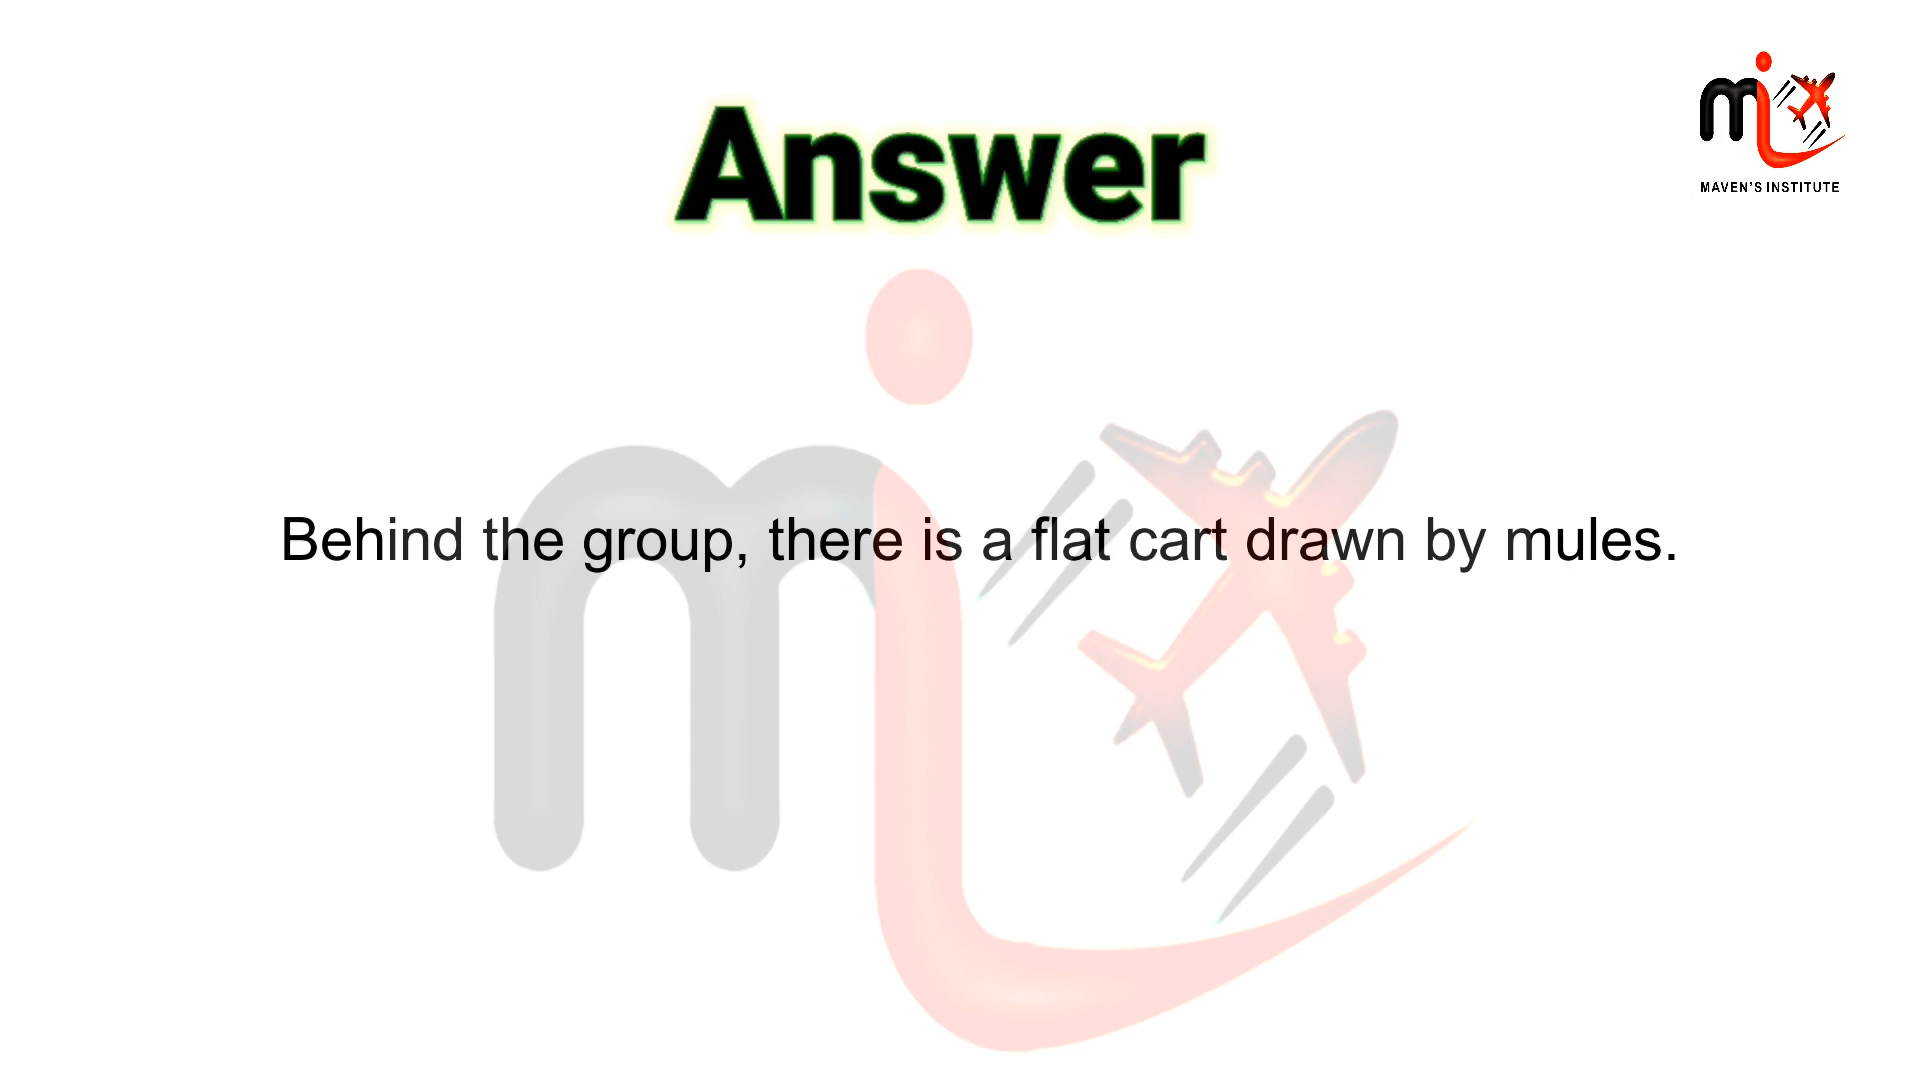 Answer
MAVEN'S INSTITUTE
Behind the group, there is a flat cart drawn by mules.